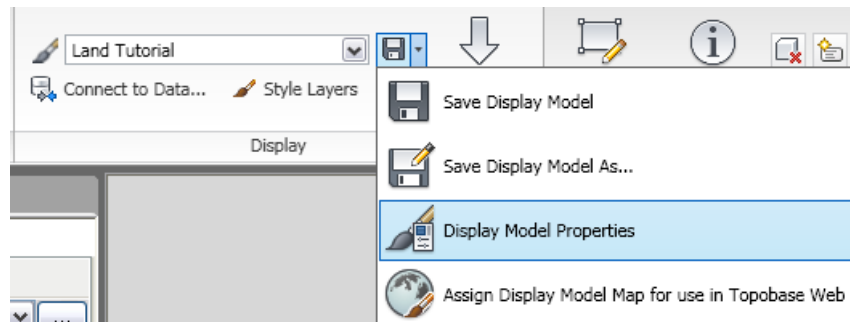 Land Tutorial
Connect to Data...
Style Layers
Display
Save Display Model
Save Display Model As...
Display Model Properties
Assign Display Model Map for use in Topobase Web
...